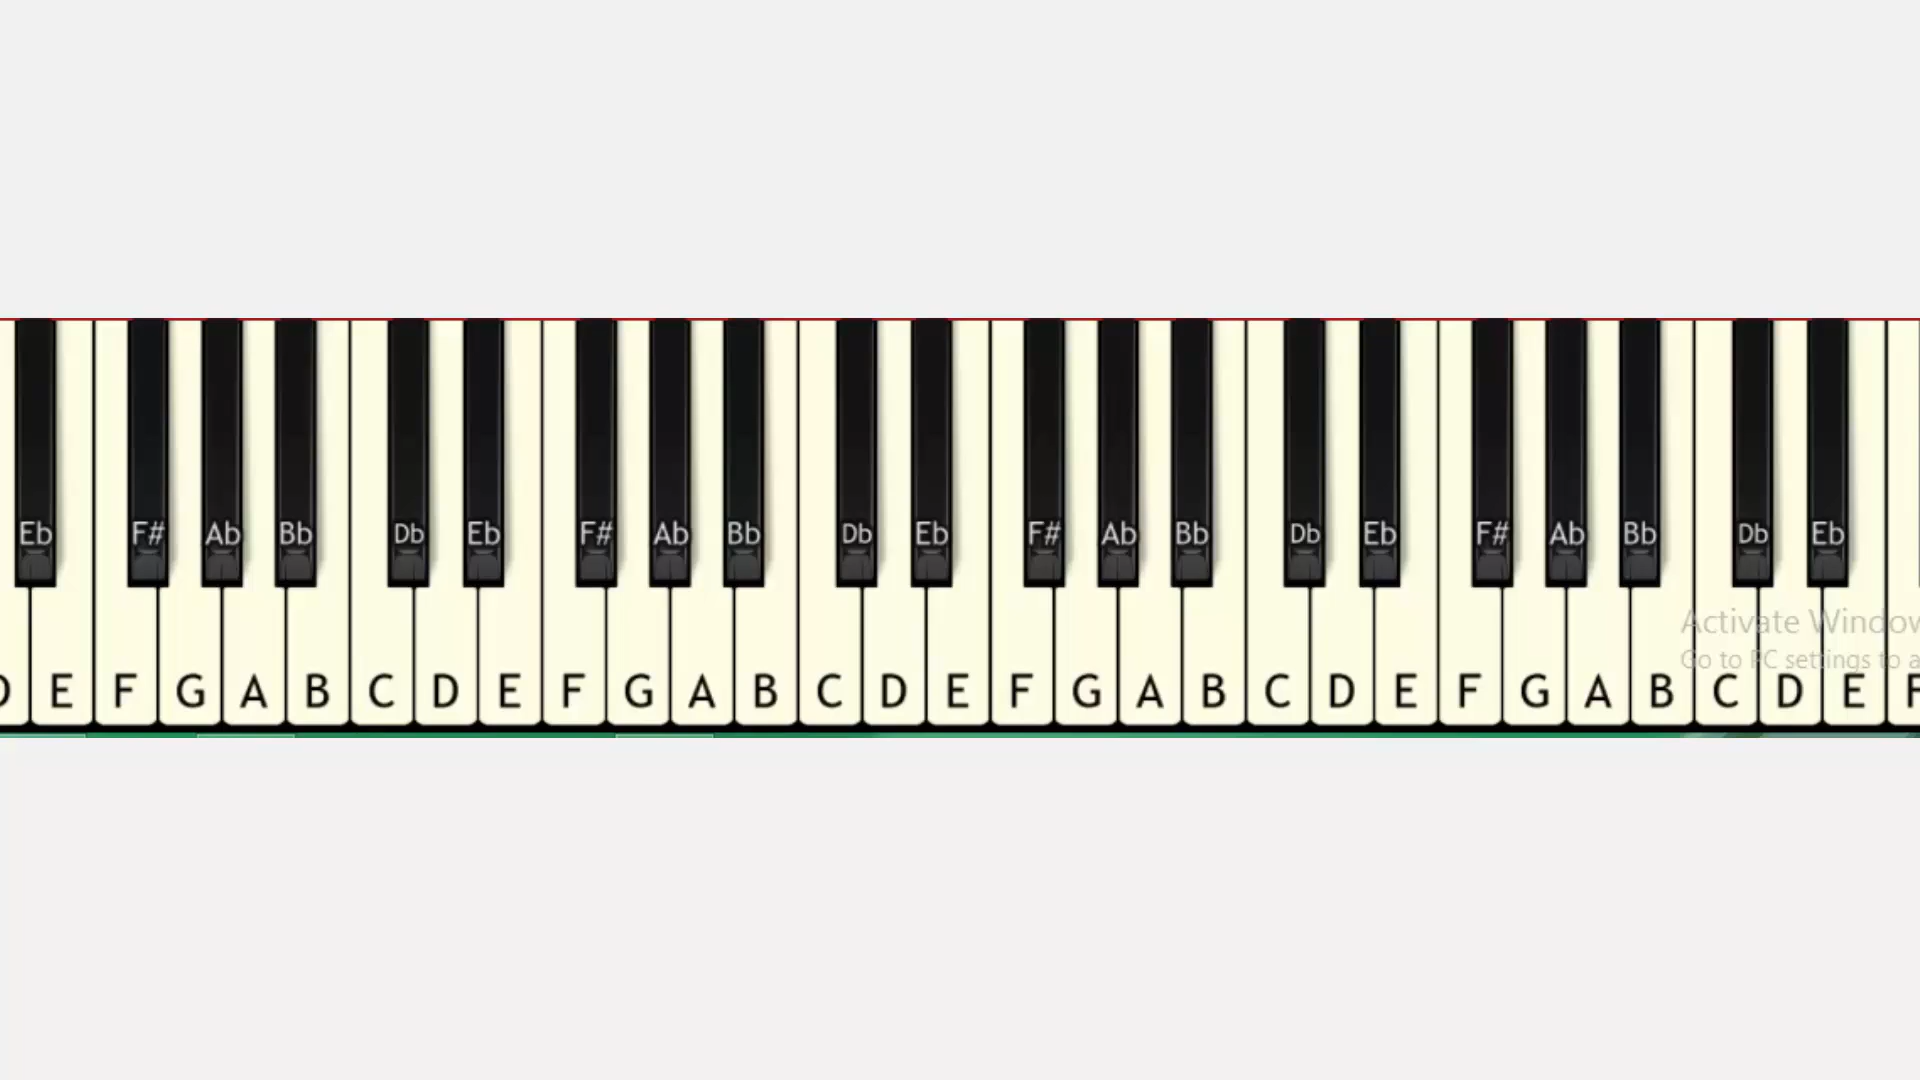 Eb F# Ab Bb Db Eb F# Ab Bb Db Eb F# Ab Bb Db Eb F# Ab Bb Db Eb
Activate Window
Go to PC settings to a
D E F G A B C D E F G A B C D E F G A B C D E F G A B C D E F